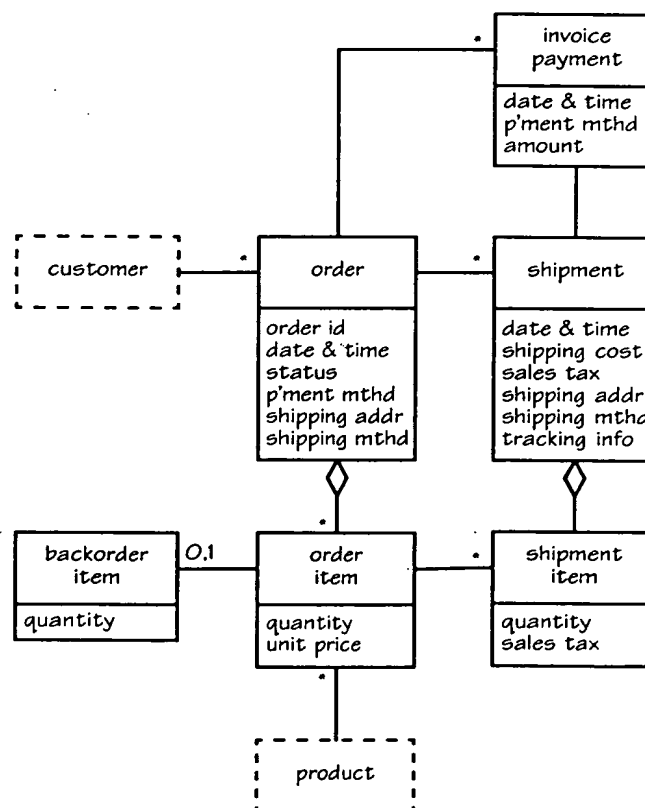 *
invoice
payment
date & time
p'ment mthd
amount
customer
*
order
*
shipment
order id
date & time
status
p'ment mthd
shipping addr
shipping mthd
date & time
shipping cost
sales tax
shipping addr
shipping mthd
tracking info
*
backorder
item
0.1
order
item
*
shipment
item
quantity
quantity
unit price
quantity
sales tax
*
product